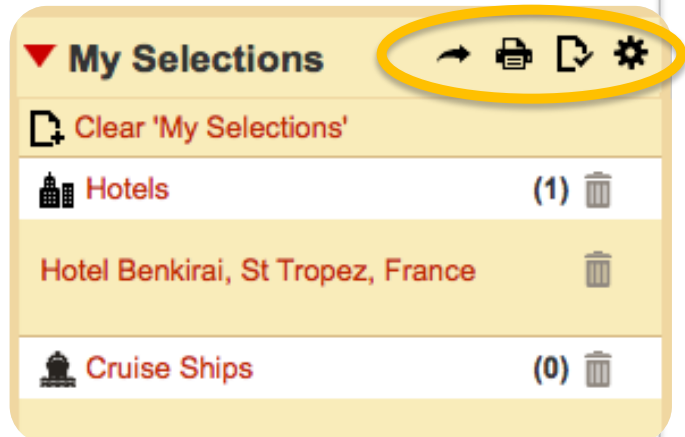 My Selections
Clear 'My Selections'
Hotels (1)
Hotel Benkirai, St Tropez, France
Cruise Ships (0)